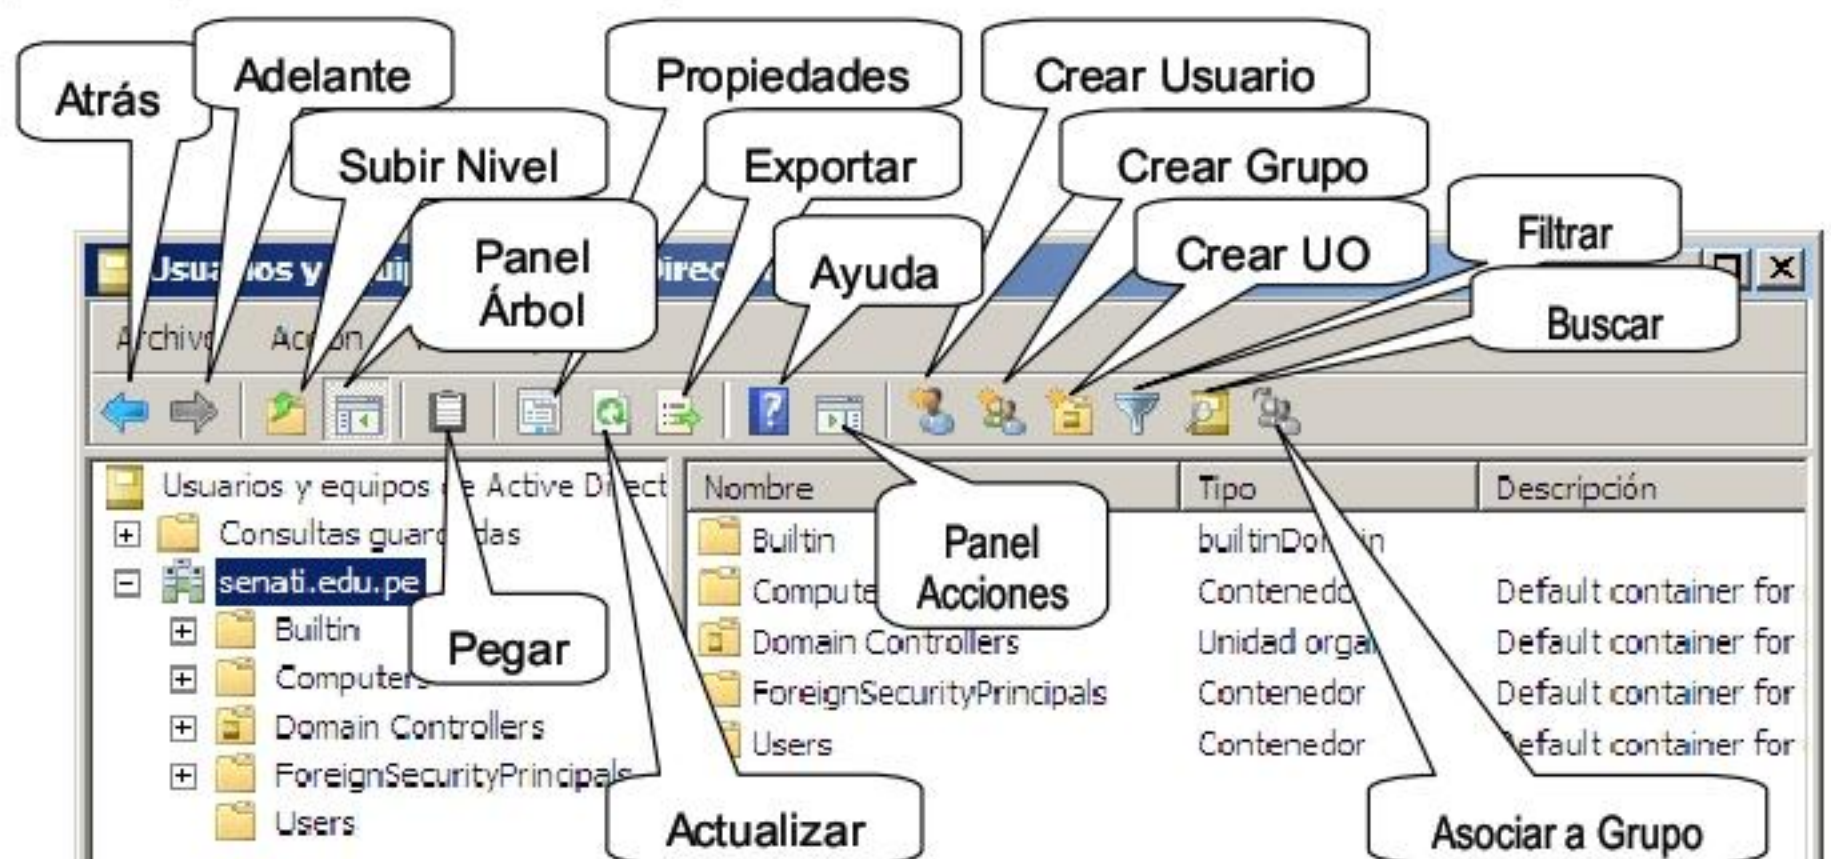 Atrás
Adelante
Propiedades
Crear Usuario
Subir Nivel
Exportar
Crear Grupo
Panel
Árbol
Ayuda
Crear UO
Filtrar
Buscar
Archivo Acción
Usuarios y equipos de Active Direct
Consultas guardadas
senati.edu.pe
Builtin
Computers
Domain Controllers
ForeignSecurityPrincipals
Users
Nombre Tipo Descripción
Builtin builtinDomain
Compute Contenedor Default container for
Domain Controllers Unidad organ Default container for
ForeignSecurityPrincipals Contenedor Default container for
Users Contenedor Default container for
Panel
Acciones
Pegar
Actualizar
Asociar a Grupo